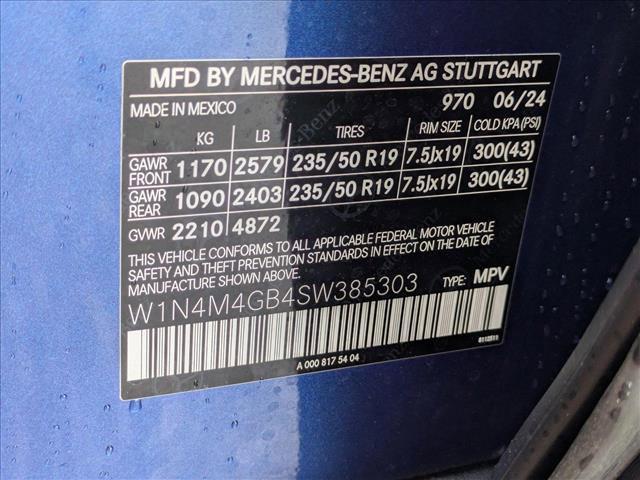 MFD BY MERCEDES-BENZ AG STUTTGART
MADE IN MEXICO 970 06/24
KG LB TIRES RIM SIZE COLD KPA(PSI)
GAWR FRONT 1170 2579 235/50 R19 7.5Jx19 300(43)
GAWR REAR 1090 2403 235/50 R19 7.5Jx19 300(43)
GVWR 2210 4872
THIS VEHICLE CONFORMS TO ALL APPLICABLE FEDERAL MOTOR VEHICLE
SAFETY AND THEFT PREVENTION STANDARDS IN EFFECT ON THE DATE OF
MANUFACTURE SHOWN ABOVE.
W1N4M4GB4SW385303 TYPE: MPV
A 000 817 54 04